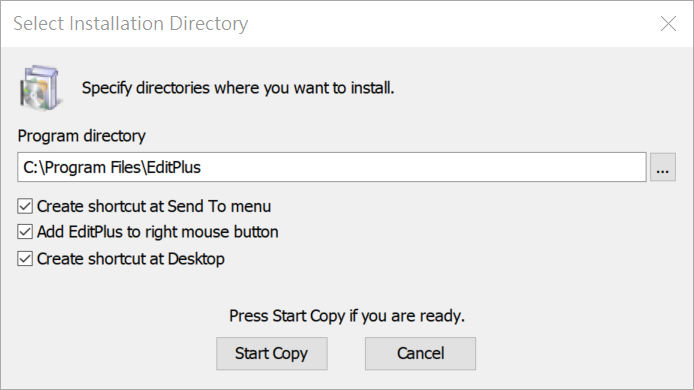 Select Installation Directory
Specify directories where you want to install.
Program directory
C:\Program Files\EditPlus
...
Create shortcut at Send To menu
Add EditPlus to right mouse button
Create shortcut at Desktop
Press Start Copy if you are ready.
Start Copy Cancel